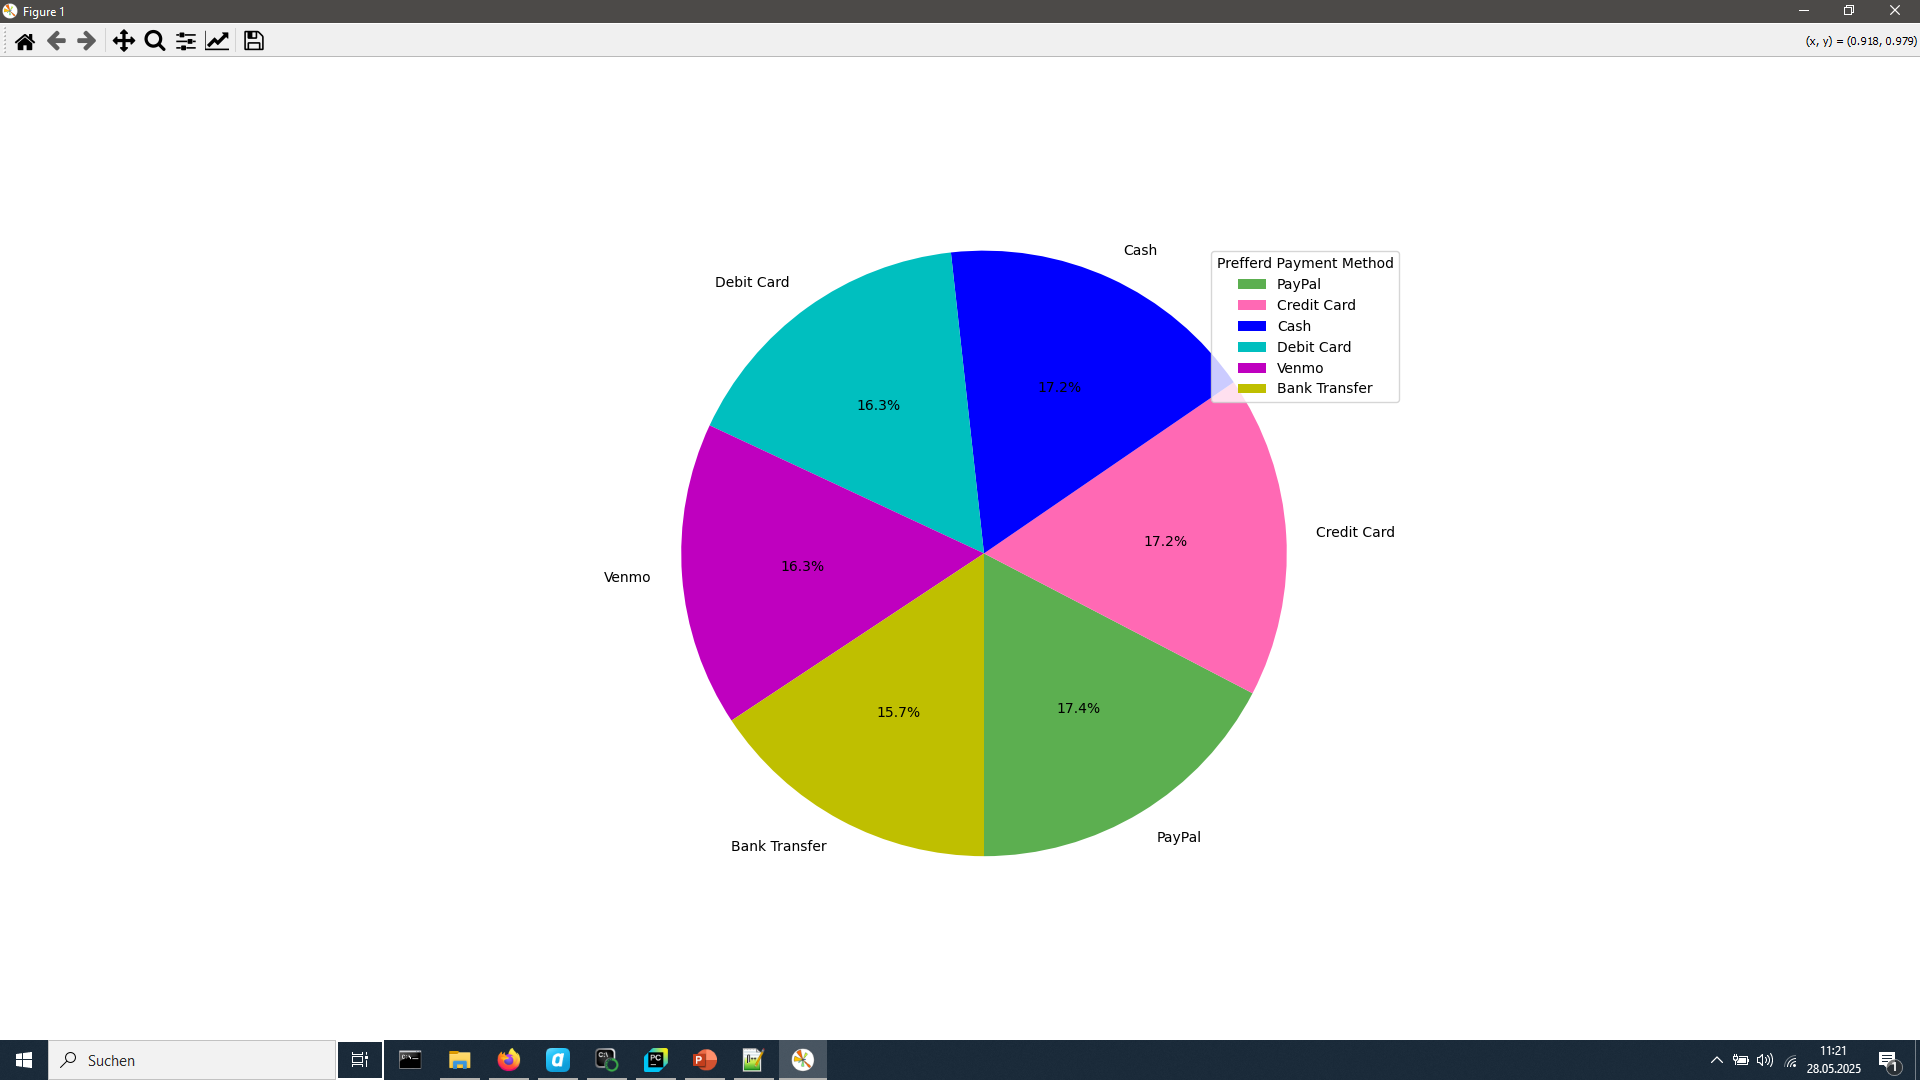 Figure 1
(x, y) = (0.918, 0.979)
Cash
Debit Card
Prefferd Payment Method
PayPal
Credit Card
Cash
Debit Card
Venmo
Bank Transfer
17.2%
16.3%
17.2%
Credit Card
16.3%
Venmo
15.7%
17.4%
Bank Transfer
PayPal
Suchen
11:21
28.05.2025
1